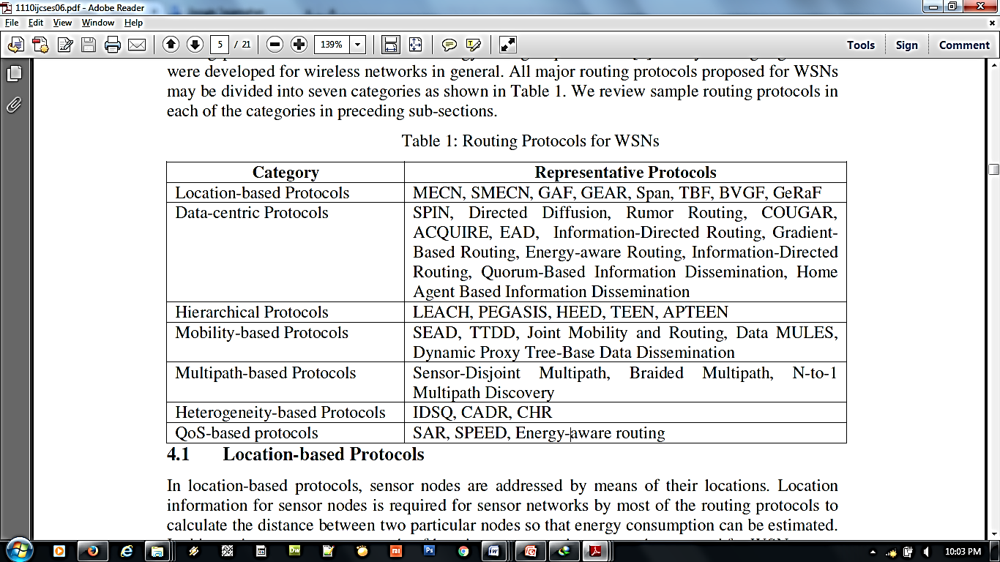 1110ijcses06.pdf - Adobe Reader
File Edit View Window Help
5 / 21
139%
Tools Sign Comment
were developed for wireless networks in general. All major routing protocols proposed for WSNs
may be divided into seven categories as shown in Table 1. We review sample routing protocols in
each of the categories in preceding sub-sections.
Table 1: Routing Protocols for WSNs
Category Representative Protocols
Location-based Protocols MECN, SMECN, GAF, GEAR, Span, TBF, BVGF, GeRaF
Data-centric Protocols SPIN, Directed Diffusion, Rumor Routing, COUGAR,
ACQUIRE, EAD, Information-Directed Routing, Gradient-
Based Routing, Energy-aware Routing, Information-Directed
Routing, Quorum-Based Information Dissemination, Home
Agent Based Information Dissemination
Hierarchical Protocols LEACH, PEGASIS, HEED, TEEN, APTEEN
Mobility-based Protocols SEAD, TTDD, Joint Mobility and Routing, Data MULES,
Dynamic Proxy Tree-Base Data Dissemination
Multipath-based Protocols Sensor-Disjoint Multipath, Braided Multipath, N-to-1
Multipath Discovery
Heterogeneity-based Protocols IDSQ, CADR, CHR
QoS-based protocols SAR, SPEED, Energy-aware routing
4.1 Location-based Protocols
In location-based protocols, sensor nodes are addressed by means of their locations. Location
information for sensor nodes is required for sensor networks by most of the routing protocols to
calculate the distance between two particular nodes so that energy consumption can be estimated.
Dw
Ps
10:03 PM